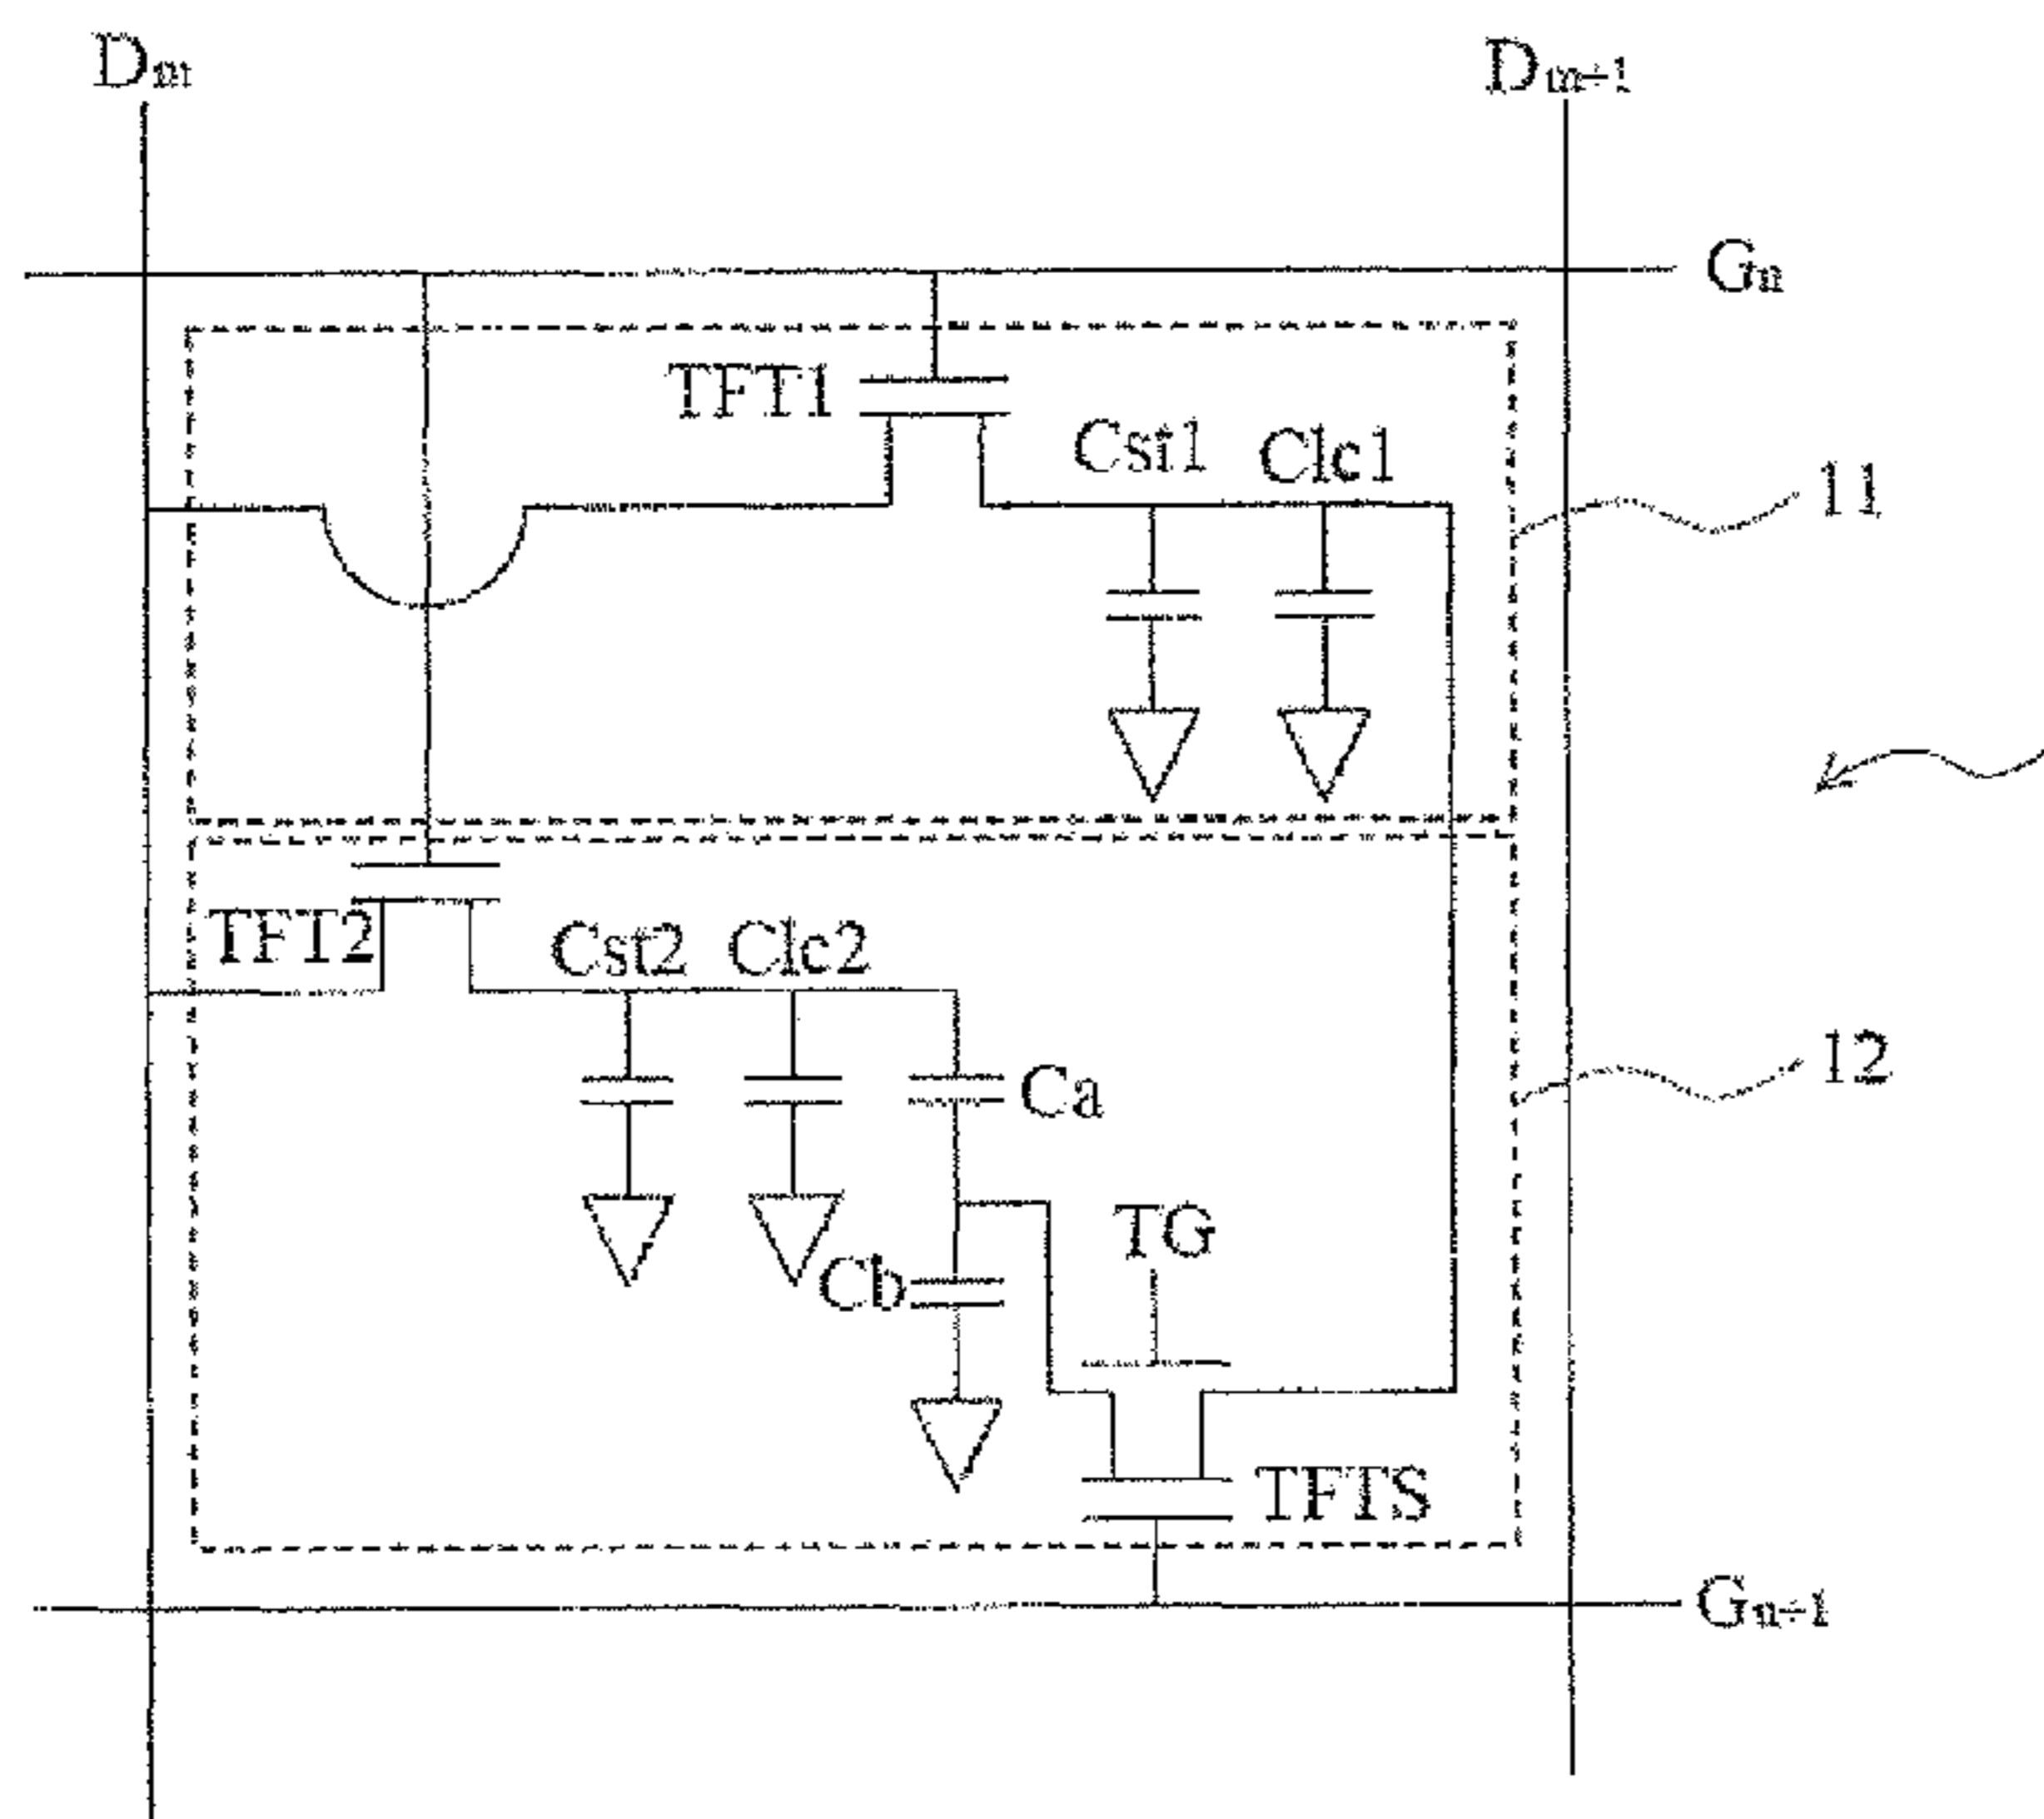 Dm
Dm+1
Gn
TFT1
Cst1
Clc1
11
TFT2
Cst2
Clc2
12
Ca
TG
Cb
TFTS
Gn+1